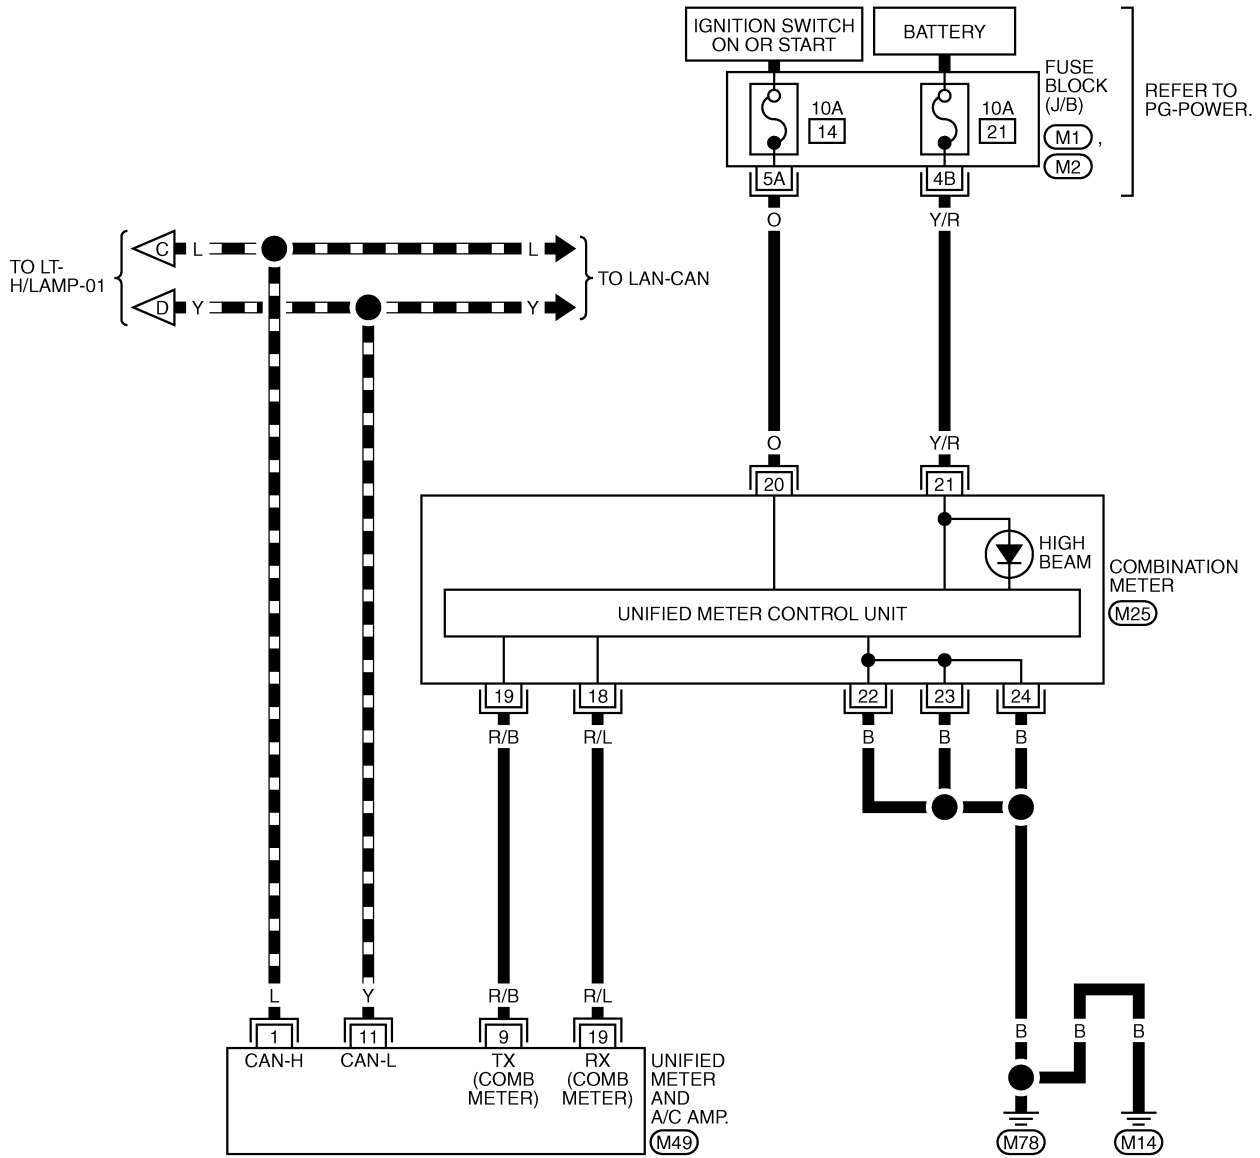 IGNITION SWITCH
ON OR START
BATTERY
FUSE
BLOCK
(J/B)
M1 ,
M2
REFER TO
PG-POWER.
10A
14
10A
21
5A
4B
O
Y/R
TO LT-
H/LAMP-01
C
L
L
D
Y
Y
TO LAN-CAN
O
Y/R
20
21
HIGH
BEAM
COMBINATION
METER
M25
UNIFIED METER CONTROL UNIT
19
18
22
23
24
R/B
R/L
B
B
B
L
Y
R/B
R/L
1
11
9
19
CAN-H
CAN-L
TX
(COMB
METER)
RX
(COMB
METER)
UNIFIED
METER
AND
A/C AMP.
M49
B
B
B
M78
M14